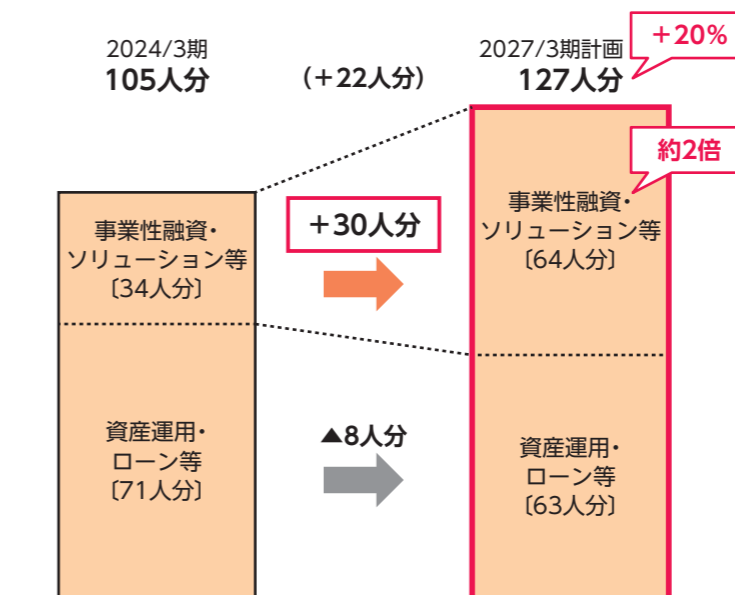 2024/3期
105人分
（＋22人分）
2027/3期計画
127人分
＋20%
約2倍
事業性融資・
ソリューション等
〔34人分〕
＋30人分
事業性融資・
ソリューション等
〔64人分〕
資産運用・
ローン等
〔71人分〕
▲8人分
資産運用・
ローン等
〔63人分〕